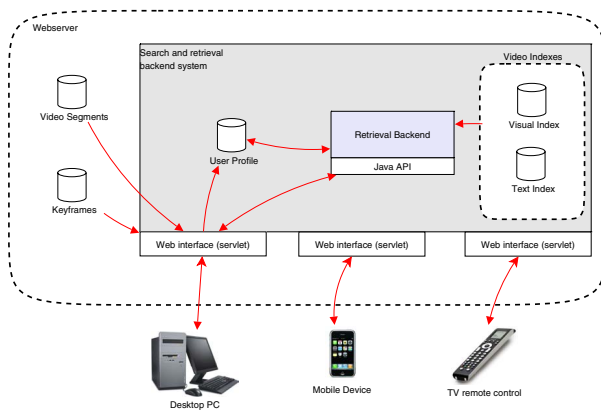 Webserver
Search and retrieval
backend system
Video Indexes
Video Segments
Visual Index
Retrieval Backend
User Profile
Java API
Text Index
Keyframes
Web interface (servlet)
Web interface (servlet)
Web interface (servlet)
Desktop PC
Mobile Device
TV remote control